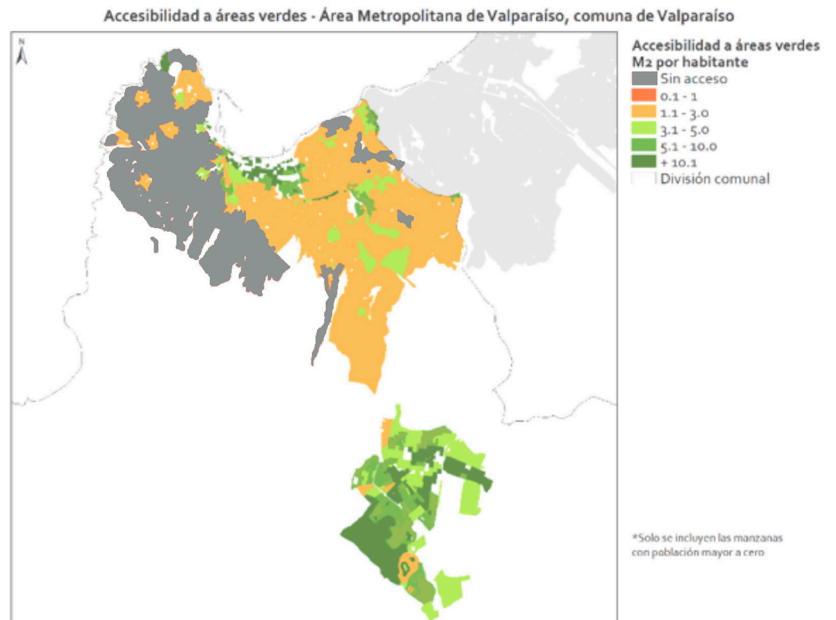 Accesibilidad a áreas verdes - Área Metropolitana de Valparaíso, comuna de Valparaíso
N
Accesibilidad a áreas verdes
M2 por habitante
Sin acceso
0.1 - 1
1.1 - 3.0
3.1 - 5.0
5.1 - 10.0
+ 10.1
División comunal
*Solo se incluyen las manzanas
con población mayor a cero